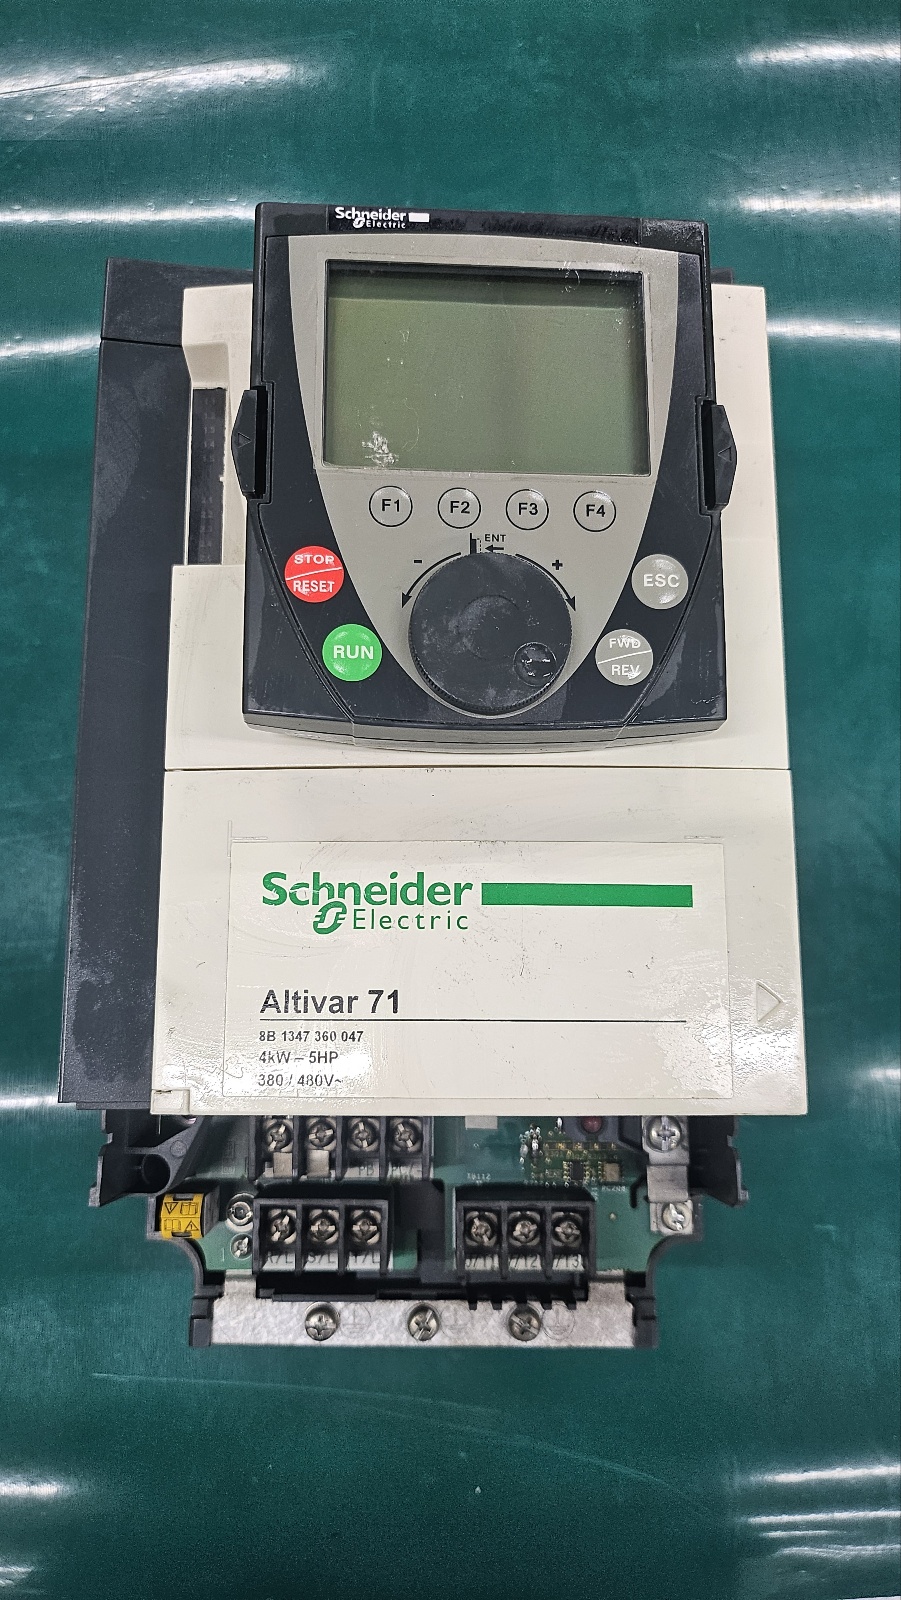 Schneider
Electric
F1 F2 F3 F4
ENT
- +
STOP
RESET
ESC
RUN
FWD
REV
Schneider
Electric
Altivar 71
8B 1347 360 047
4kW – 5HP
380 / 480V~
R/L S/L T/L